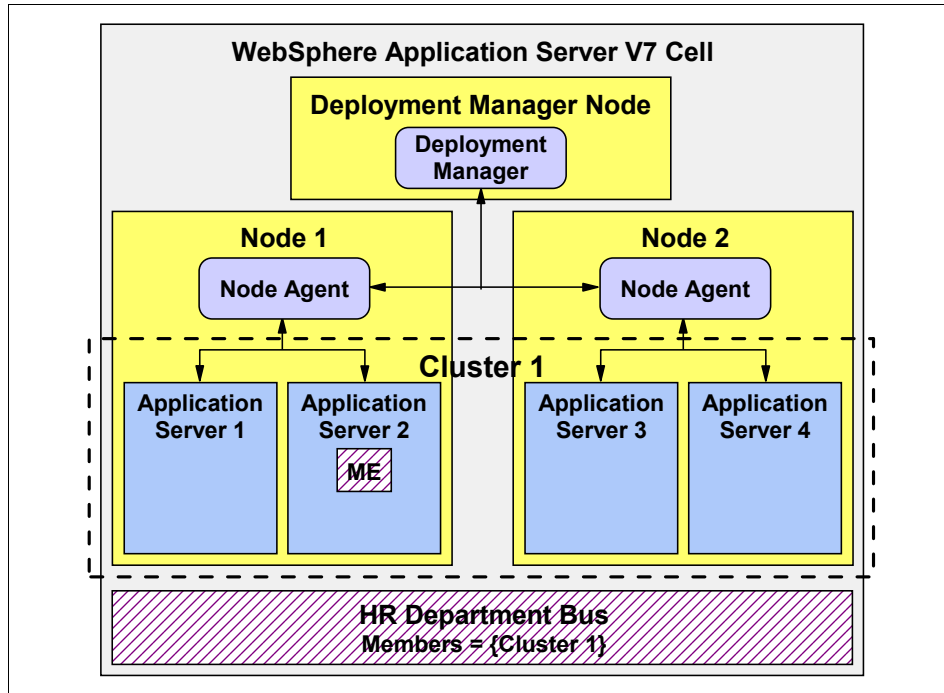 WebSphere Application Server V7 Cell
Deployment Manager Node
Deployment
Manager
Node 1
Node 2
Node Agent
Node Agent
Cluster 1
Application
Server 1
Application
Server 2
ME
Application
Server 3
Application
Server 4
HR Department Bus
Members = {Cluster 1}